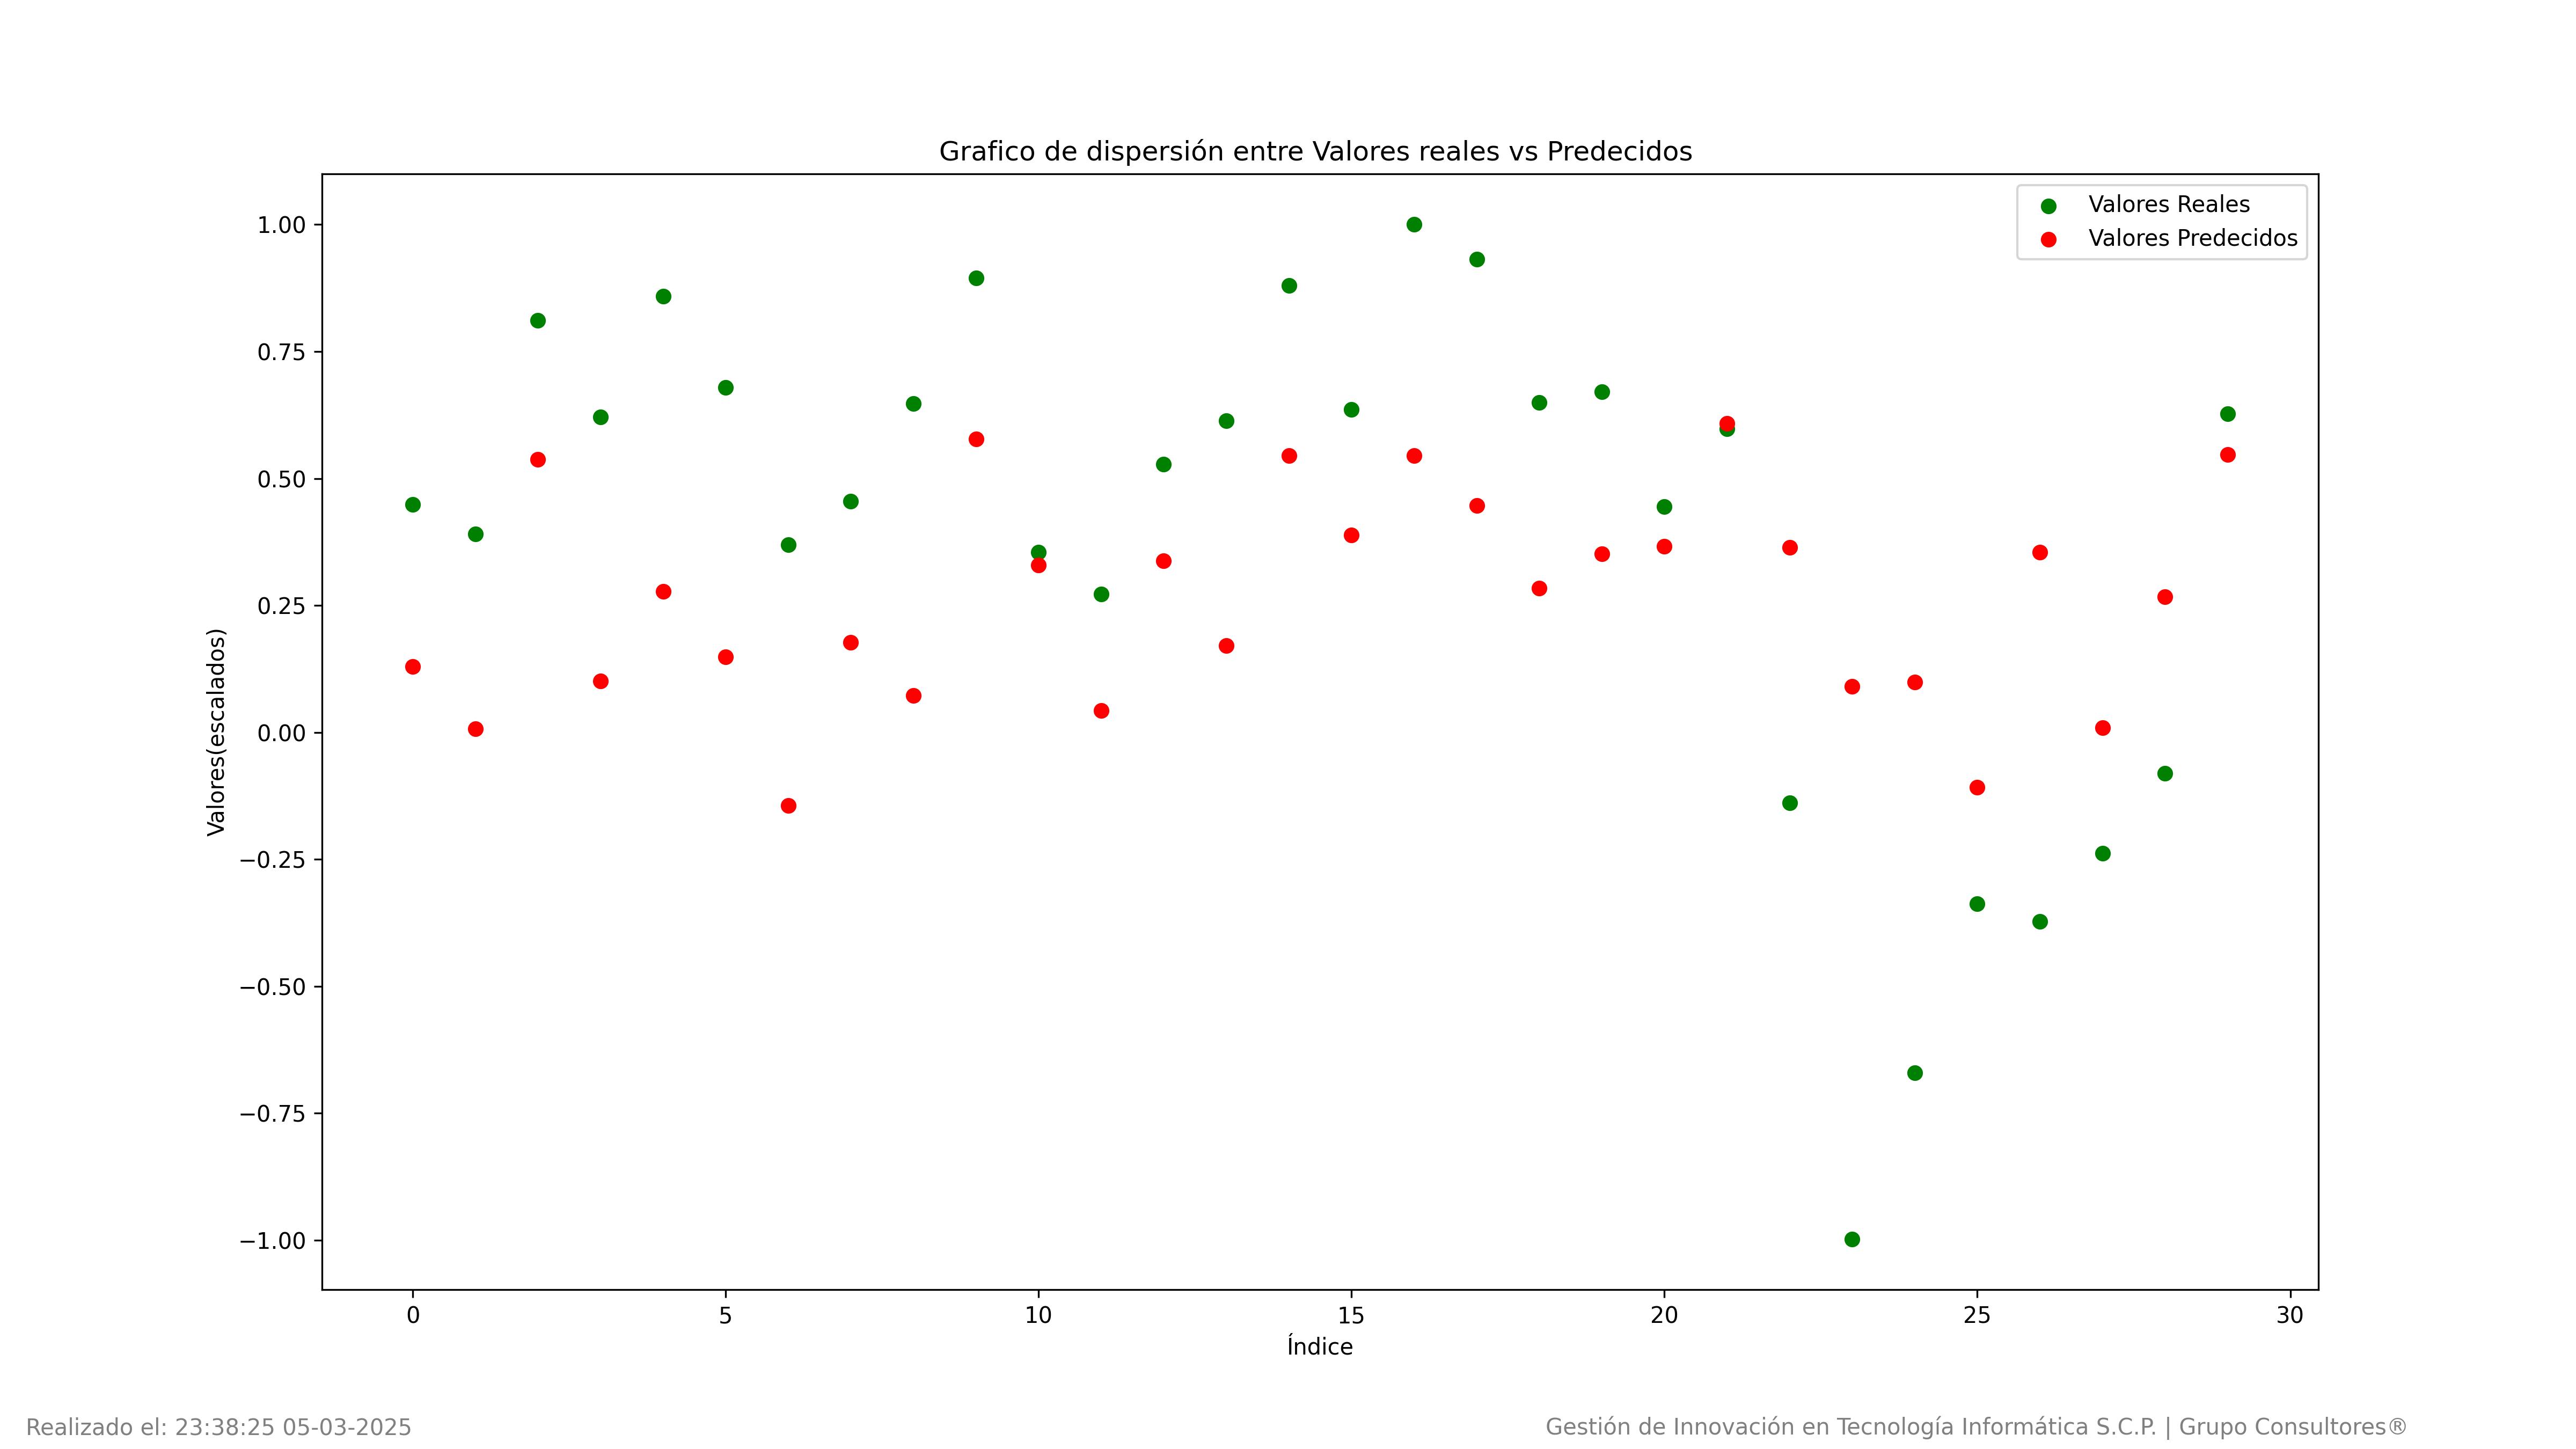 Grafico de dispersión entre Valores reales vs Predecidos
Valores Reales
Valores Predecidos
1.00
0.75
0.50
0.25
0.00
−0.25
−0.50
−0.75
−1.00
Valores(escalados)
0 5 10 15 20 25 30
Índice
Realizado el: 23:38:25 05-03-2025
Gestión de Innovación en Tecnología Informática S.C.P. | Grupo Consultores®